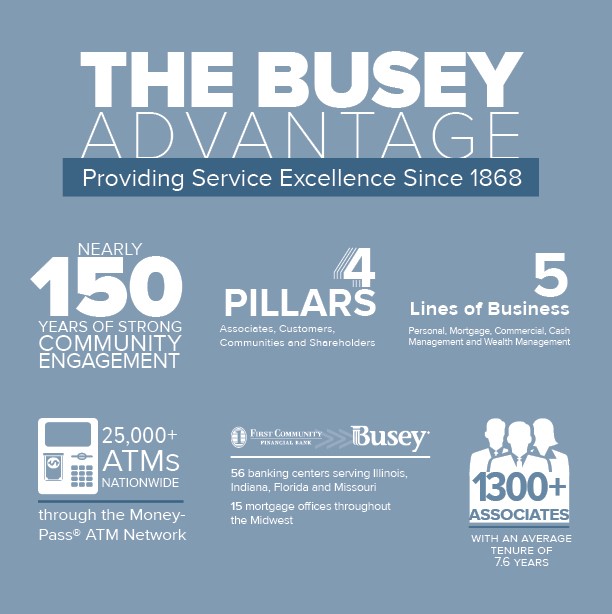 THE BUSEY
ADVANTAGE
Providing Service Excellence Since 1868
NEARLY
150
YEARS OF STRONG
COMMUNITY
ENGAGEMENT
4
PILLARS
Associates, Customers,
Communities and Shareholders
5
Lines of Business
Personal, Mortgage, Commercial, Cash
Management and Wealth Management
25,000+
ATMs
NATIONWIDE
through the Money-
Pass® ATM Network
FIRST COMMUNITY
FINANCIAL BANK
Busey
56 banking centers serving Illinois,
Indiana, Florida and Missouri
15 mortgage offices throughout
the Midwest
1300+
ASSOCIATES
WITH AN AVERAGE
TENURE OF
7.6 YEARS